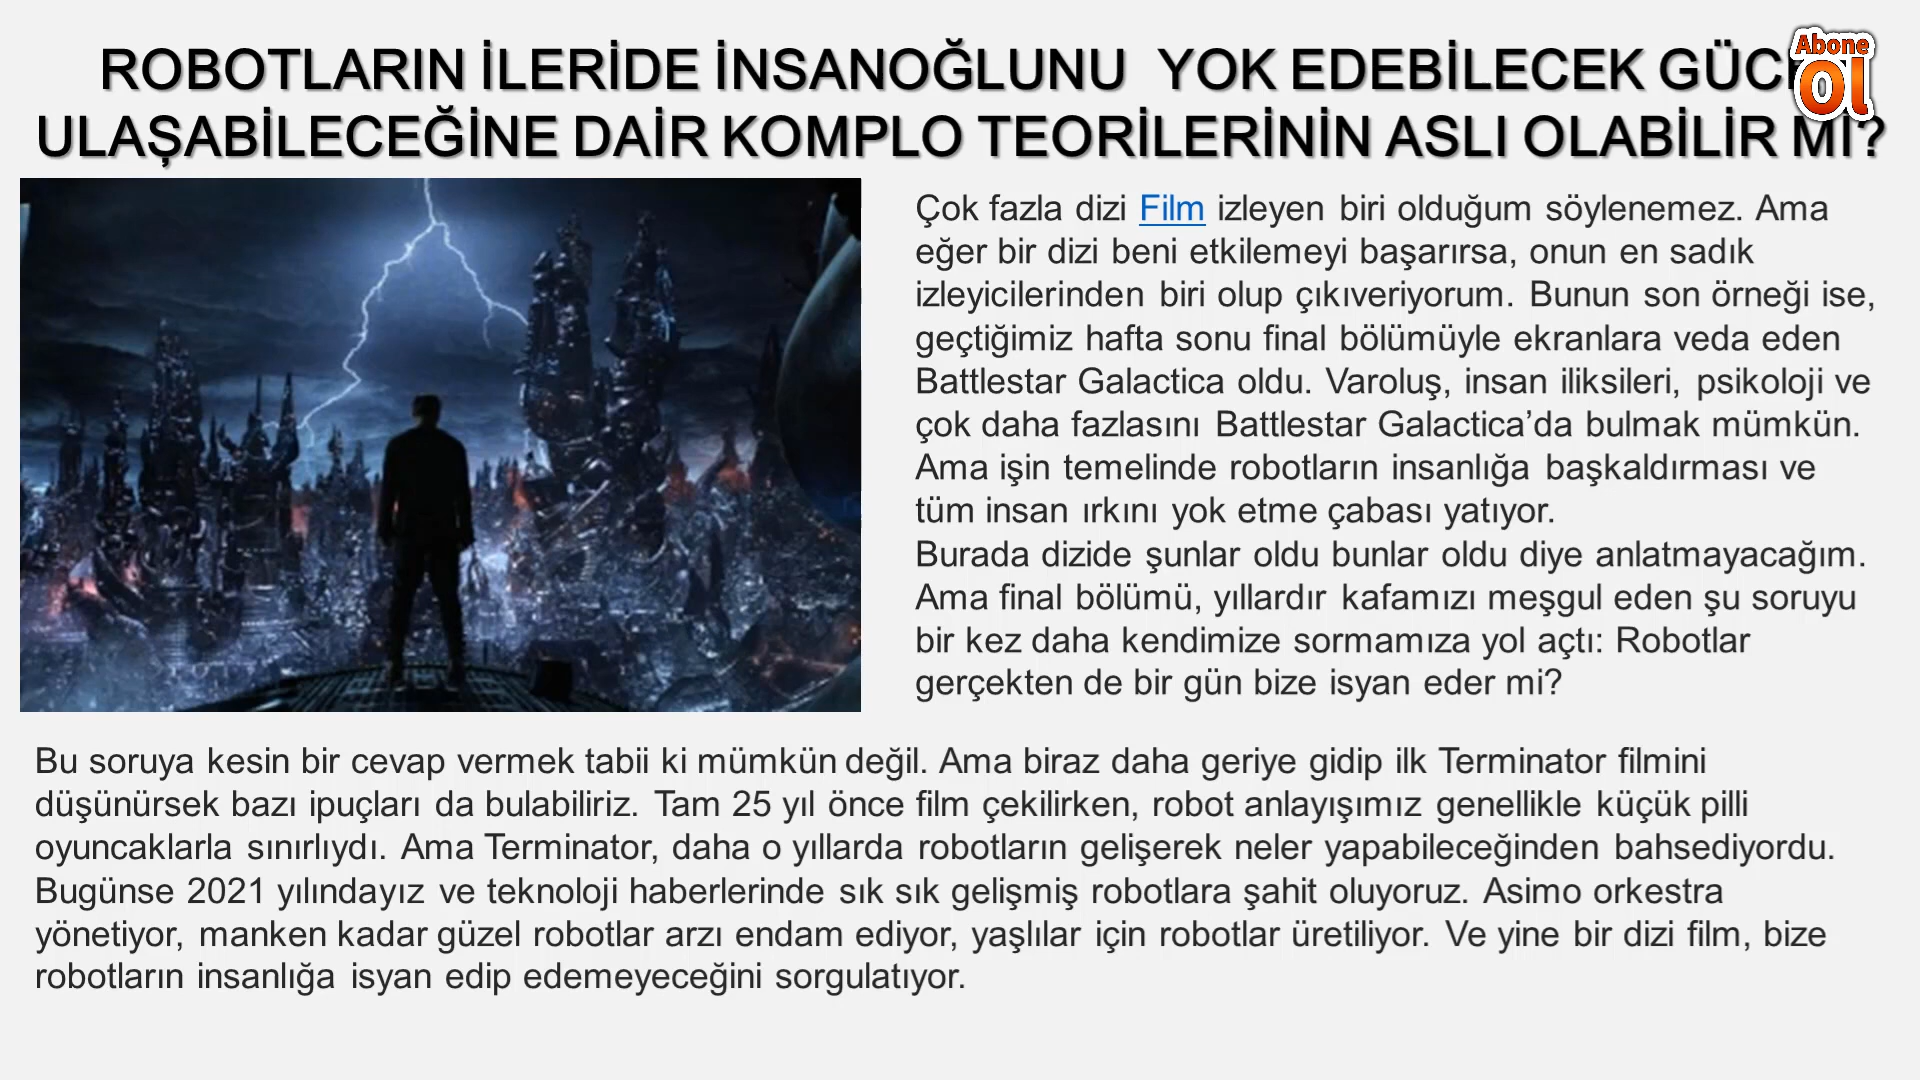 ROBOTLARIN İLERİDE İNSANOĞLUNU YOK EDEBİLECEK GÜCE
ULAŞABİLECEĞİNE DAİR KOMPLO TEORİLERİNİN ASLI OLABİLİR Mİ?
Abone
Ol
Çok fazla dizi Film izleyen biri olduğum söylenemez. Ama
eğer bir dizi beni etkilemeyi başarırsa, onun en sadık
izleyicilerinden biri olup çıkıveriyorum. Bunun son örneği ise,
geçtiğimiz hafta sonu final bölümüyle ekranlara veda eden
Battlestar Galactica oldu. Varoluş, insan iliksileri, psikoloji ve
çok daha fazlasını Battlestar Galactica’da bulmak mümkün.
Ama işin temelinde robotların insanlığa başkaldırması ve
tüm insan ırkını yok etme çabası yatıyor.
Burada dizide şunlar oldu bunlar oldu diye anlatmayacağım.
Ama final bölümü, yıllardır kafamızı meşgul eden şu soruyu
bir kez daha kendimize sormamıza yol açtı: Robotlar
gerçekten de bir gün bize isyan eder mi?
Bu soruya kesin bir cevap vermek tabii ki mümkün değil. Ama biraz daha geriye gidip ilk Terminator filmini
düşünürsek bazı ipuçları da bulabiliriz. Tam 25 yıl önce film çekilirken, robot anlayışımız genellikle küçük pilli
oyuncaklarla sınırlıydı. Ama Terminator, daha o yıllarda robotların gelişerek neler yapabileceğinden bahsediyordu.
Bugünse 2021 yılındayız ve teknoloji haberlerinde sık sık gelişmiş robotlara şahit oluyoruz. Asimo orkestra
yönetiyor, manken kadar güzel robotlar arzı endam ediyor, yaşlılar için robotlar üretiliyor. Ve yine bir dizi film, bize
robotların insanlığa isyan edip edemeyeceğini sorgulatıyor.